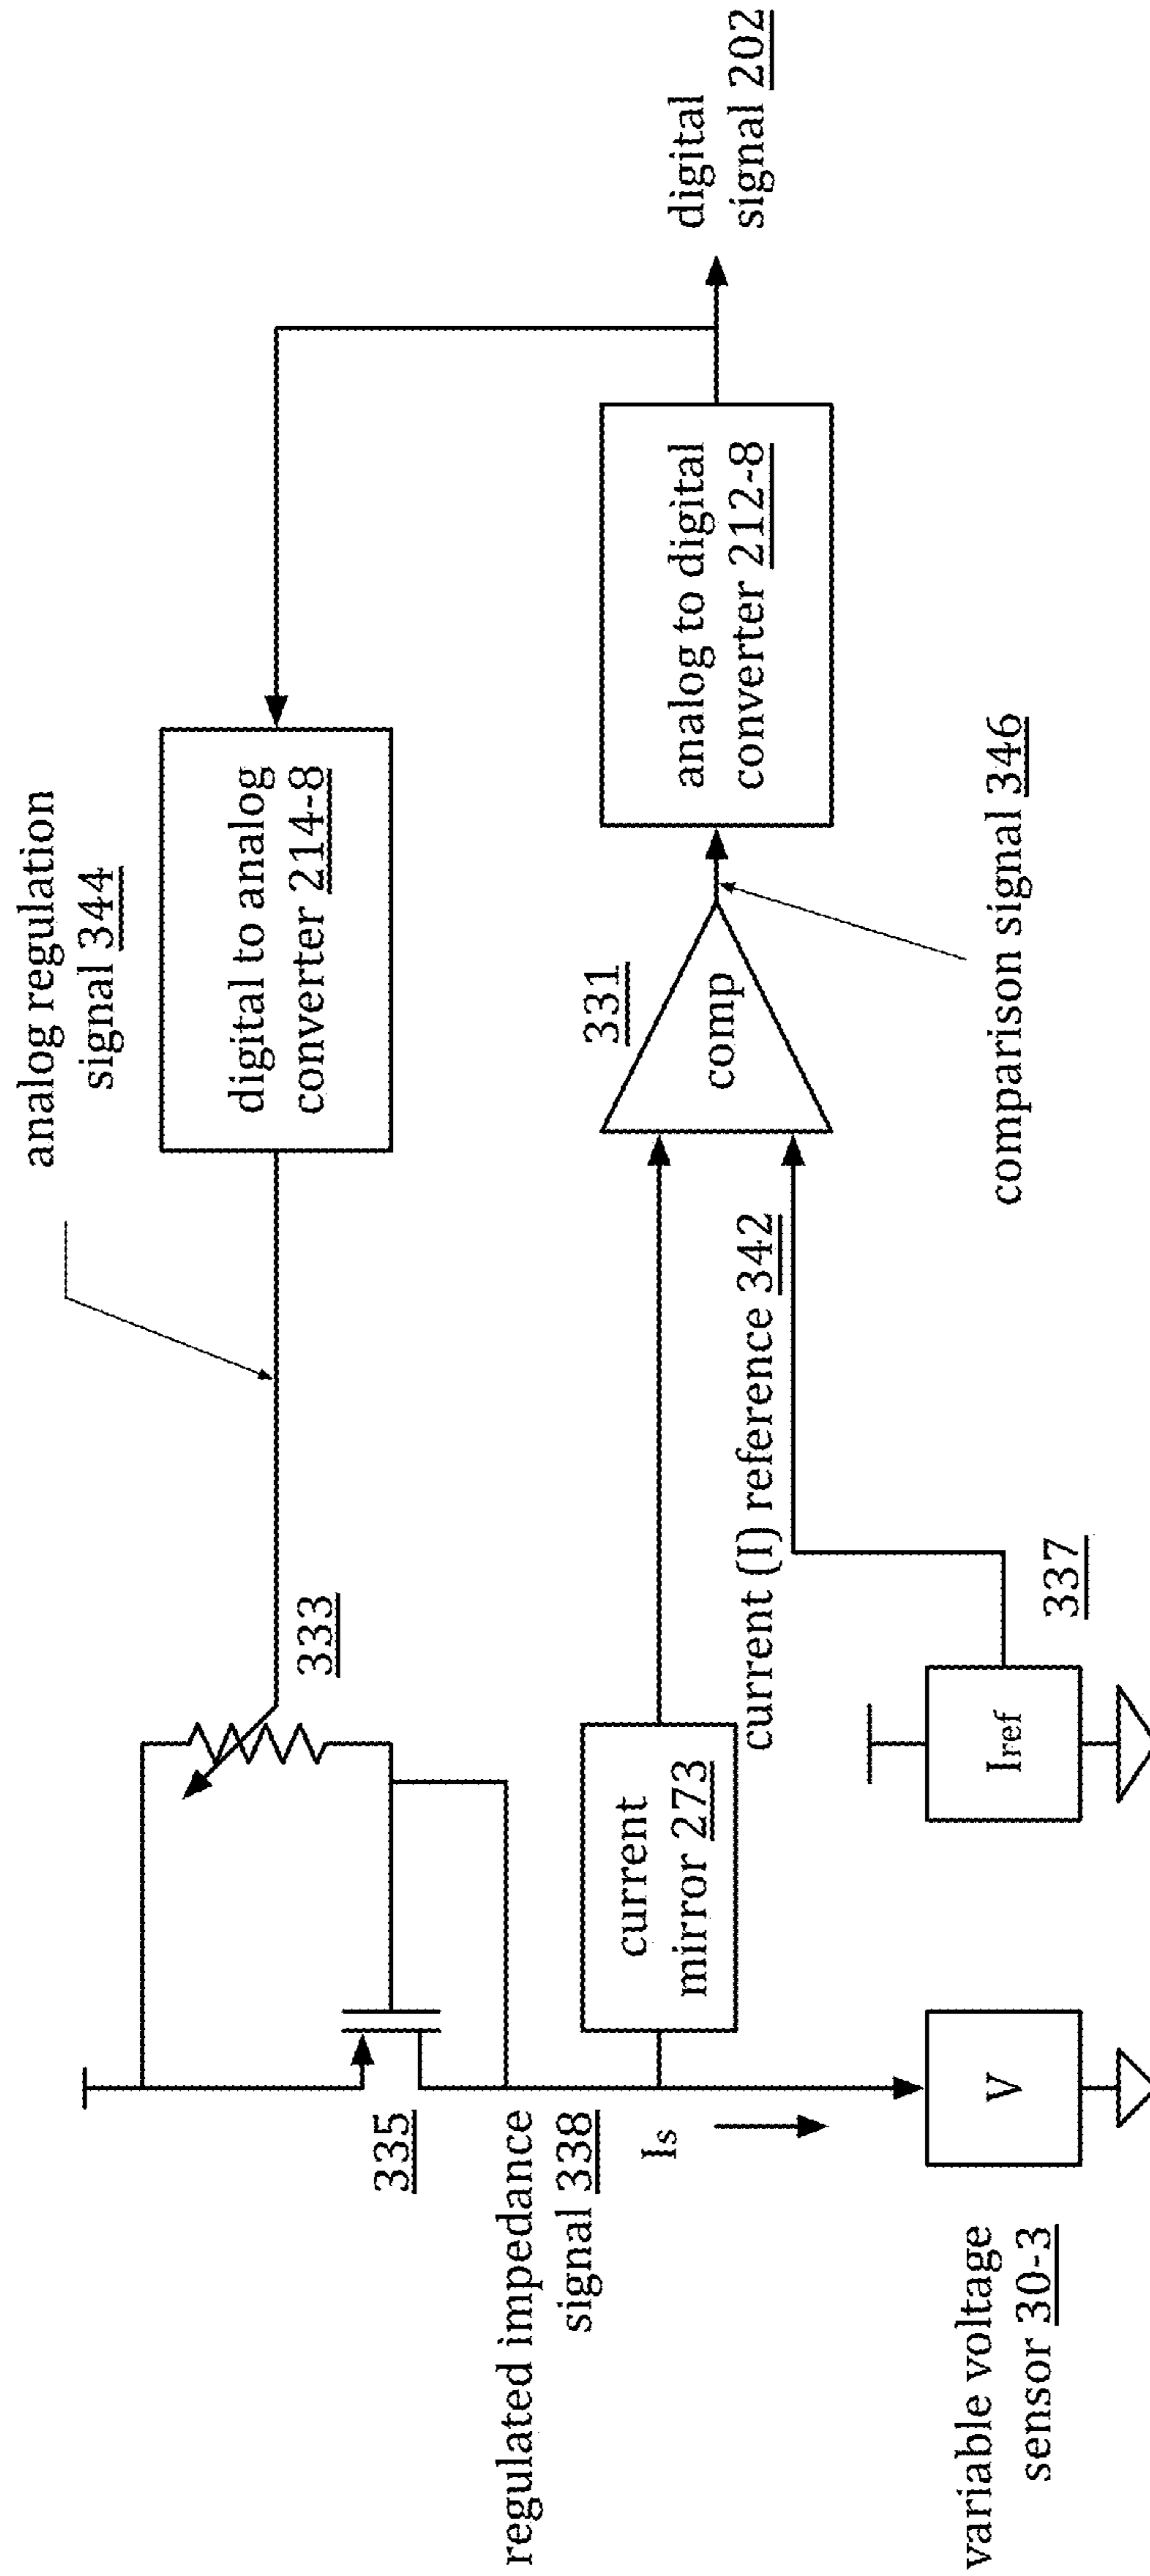 analog regulation
signal 344
digital to analog
converter 214-8
digital
signal 202
333
335
regulated impedance
signal 338
331
comp
analog to digital
converter 212-8
current
mirror 273
Is
current (I) reference 342
comparison signal 346
337
Iref
V
variable voltage
sensor 30-3